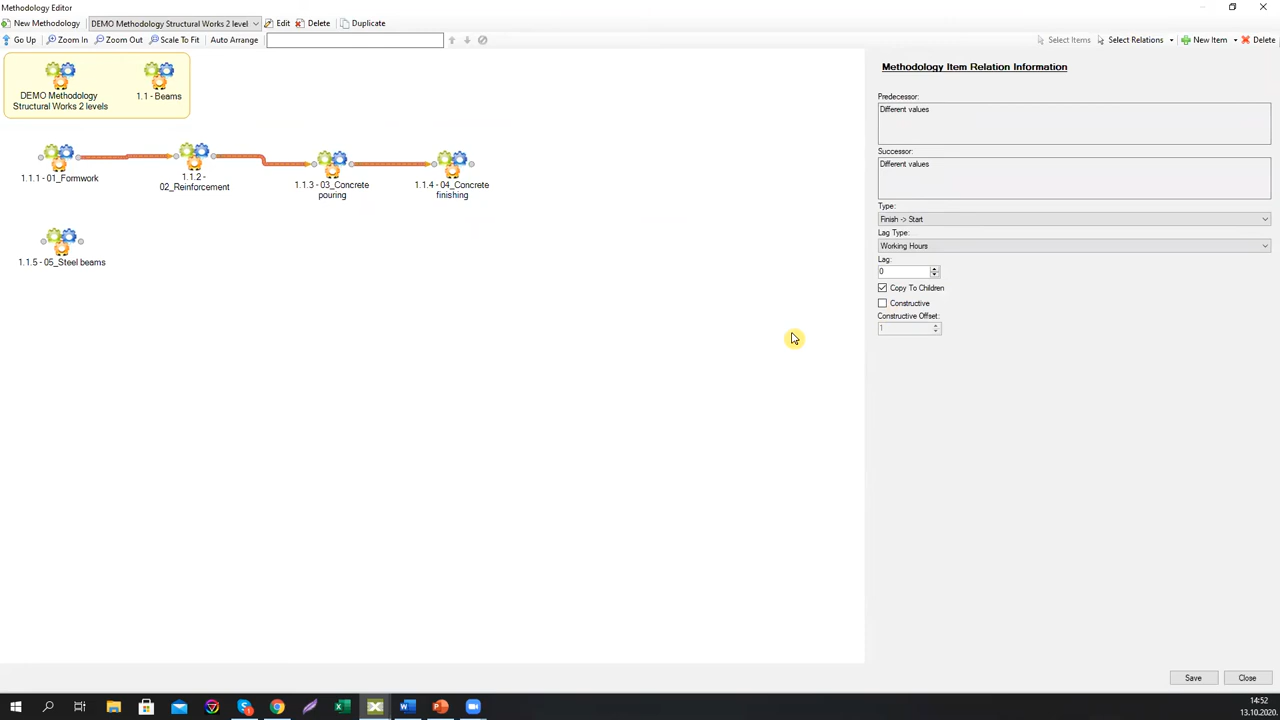 Methodology Editor
New Methodology DEMO Methodology Structural Works 2 level Edit Delete Duplicate
Go Up Zoom In Zoom Out Scale To Fit Auto Arrange Select Items Select Relations New Item Delete
DEMO Methodology
Structural Works 2 levels
1.1 - Beams
1.1.1 - 01_Formwork
1.1.2 -
02_Reinforcement
1.1.3 - 03_Concrete
pouring
1.1.4 - 04_Concrete
finishing
1.1.5 - 05_Steel beams
Methodology Item Relation Information
Predecessor:
Different values
Successor:
Different values
Type:
Finish -> Start
Lag Type:
Working Hours
Lag:
0
Copy To Children
Constructive
Constructive Offset:
1
Save Close
14:52
13.10.2020.